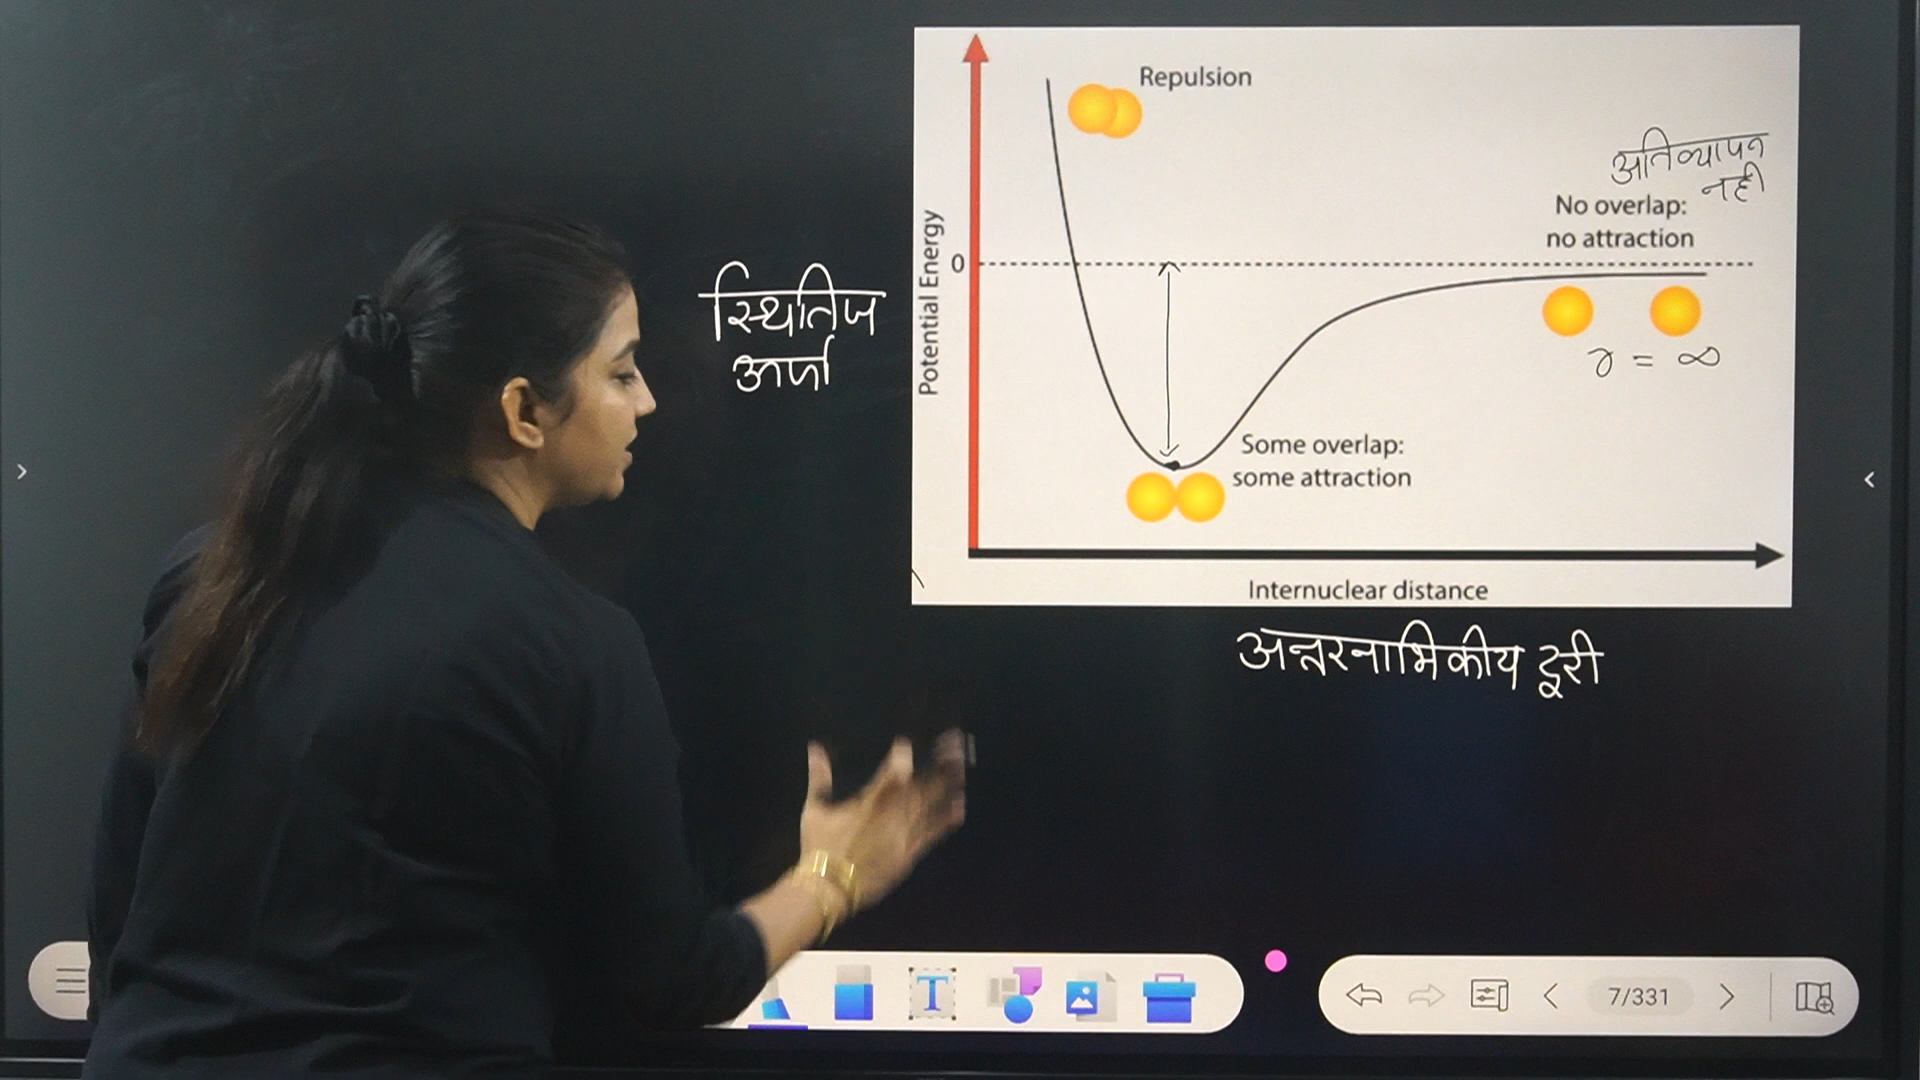 Repulsion
अतिव्यापन
नही
No overlap:
no attraction
0
Potential Energy
स्थितिज
ऊर्जा
r = ∞
Some overlap:
some attraction
Internuclear distance
अन्तरनाभिकीय दूरी
T
7/331